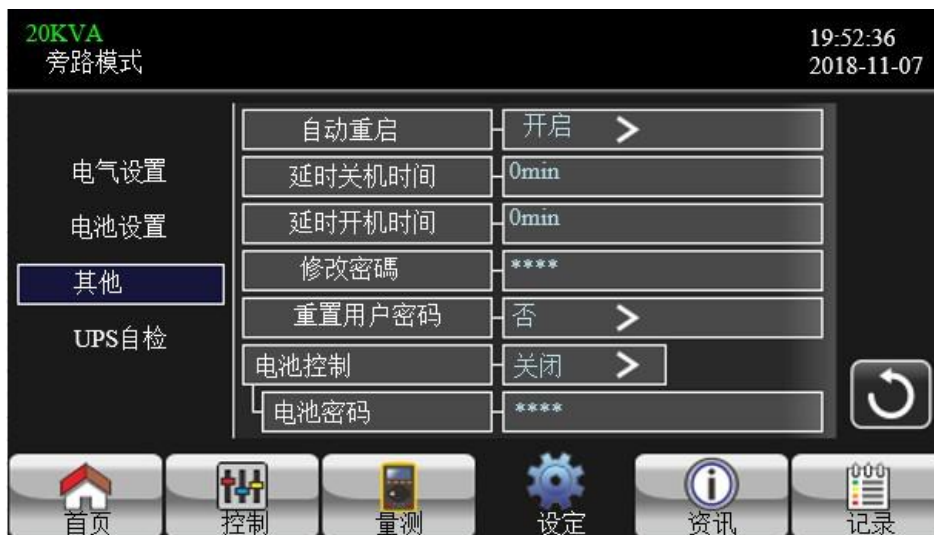 20KVA
旁路模式
19:52:36
2018-11-07
电气设置
电池设置
其他
UPS自检
自动重启 开启 >
延时关机时间 0min
延时开机时间 0min
修改密碼 ****
重置用户密码 否 >
电池控制 关闭 >
电池密码 ****
首页 控制 量测 设定 资讯 记录